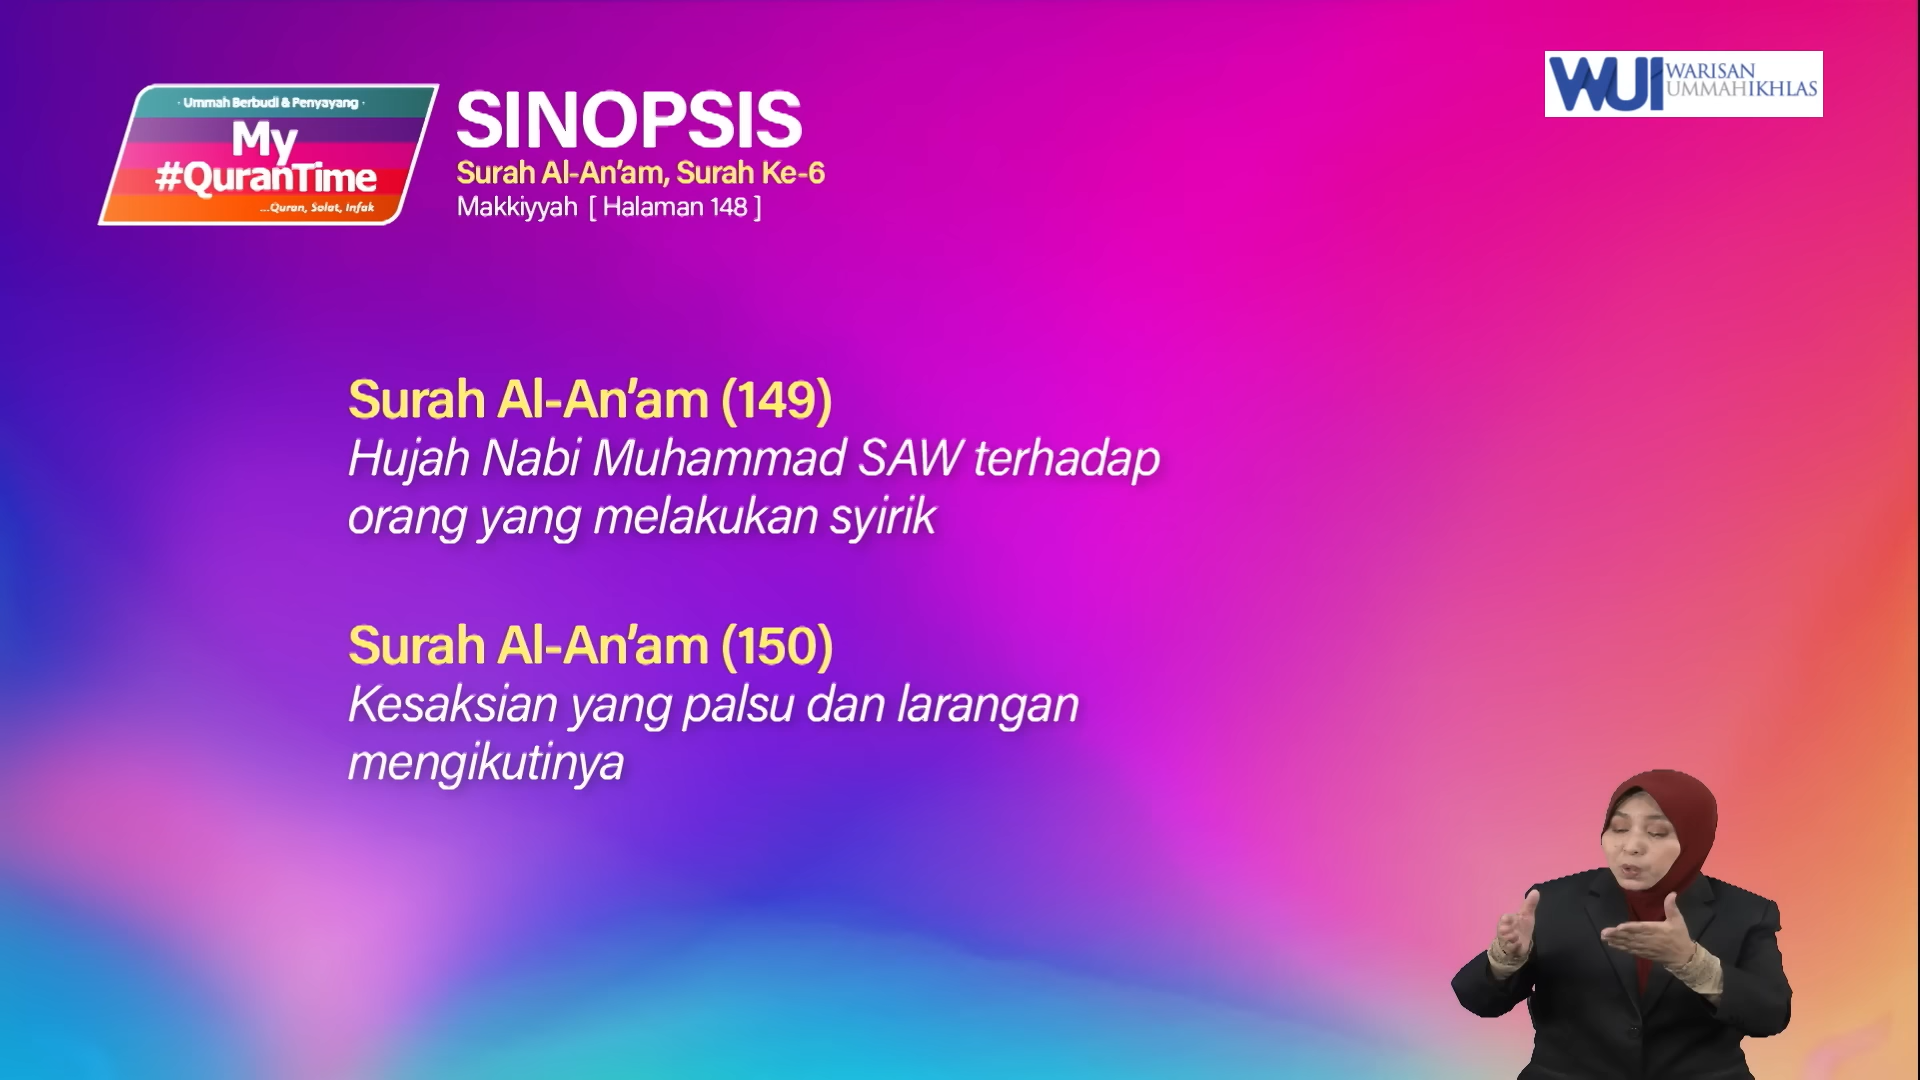 · Ummah Berbudi & Penyayang ·
My
#QuranTime
...Quran, Solat, Infak
SINOPSIS
Surah Al-An’am, Surah Ke-6
Makkiyyah [ Halaman 148 ]
WUI WARISAN
UMMAHIKHLAS
Surah Al-An’am (149)
Hujah Nabi Muhammad SAW terhadap
orang yang melakukan syirik
Surah Al-An’am (150)
Kesaksian yang palsu dan larangan
mengikutinya